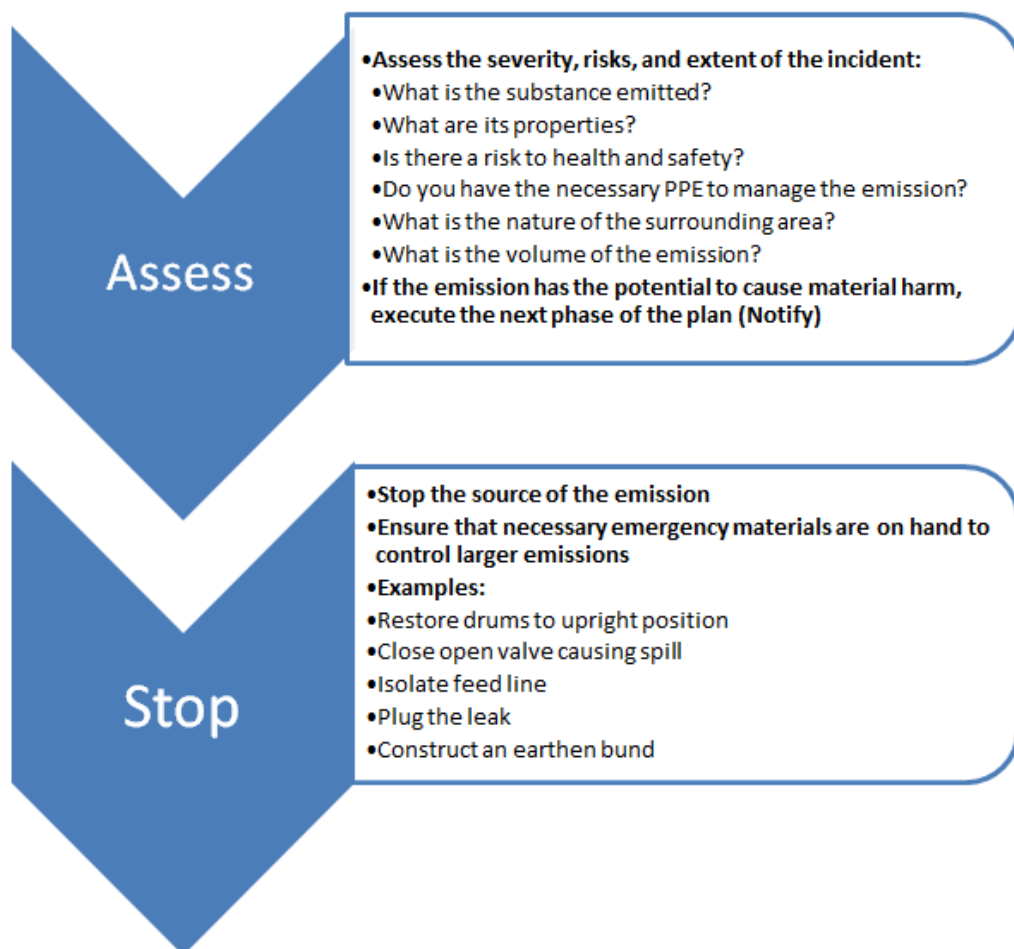 Assess
•Assess the severity, risks, and extent of the incident:
•What is the substance emitted?
•What are its properties?
•Is there a risk to health and safety?
•Do you have the necessary PPE to manage the emission?
•What is the nature of the surrounding area?
•What is the volume of the emission?
•If the emission has the potential to cause material harm,
execute the next phase of the plan (Notify)
Stop
•Stop the source of the emission
•Ensure that necessary emergency materials are on hand to
control larger emissions
•Examples:
•Restore drums to upright position
•Close open valve causing spill
•Isolate feed line
•Plug the leak
•Construct an earthen bund